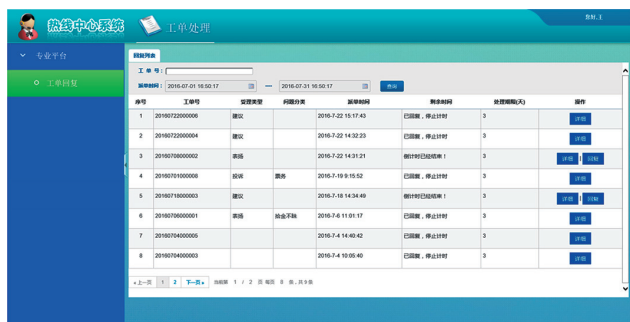 热线中心系统
工单处理
您好,王
专业平台
工单回复
回复列表
工 单 号:
派单时间: 2016-07-01 16:50:17 — 2016-07-31 16:50:17 查询
序号 工单号 受理类型 问题分类 派单时间 剩余时间 处理期限(天) 操作
1 20160722000006 建议 2016-7-22 15:17:43 已回复,停止计时 3 详细
2 20160722000004 建议 2016-7-22 14:32:23 已回复,停止计时 3 详细
3 20160708000002 表扬 2016-7-22 14:31:21 倒计时已经结束! 3 详细 | 回复
4 20160701000008 投诉 票务 2016-7-19 9:15:52 已回复,停止计时 3 详细
5 20160718000003 建议 2016-7-18 14:34:49 倒计时已经结束! 3 详细 | 回复
6 20160706000001 表扬 拾金不昧 2016-7-6 11:01:17 已回复,停止计时 3 详细
7 20160704000005 2016-7-4 14:40:42 已回复,停止计时 3 详细
8 20160704000003 2016-7-4 10:05:40 已回复,停止计时 3 详细
«上一页 1 2 下一页» 当前第 1 / 2 页 每页 8 条,共 9 条